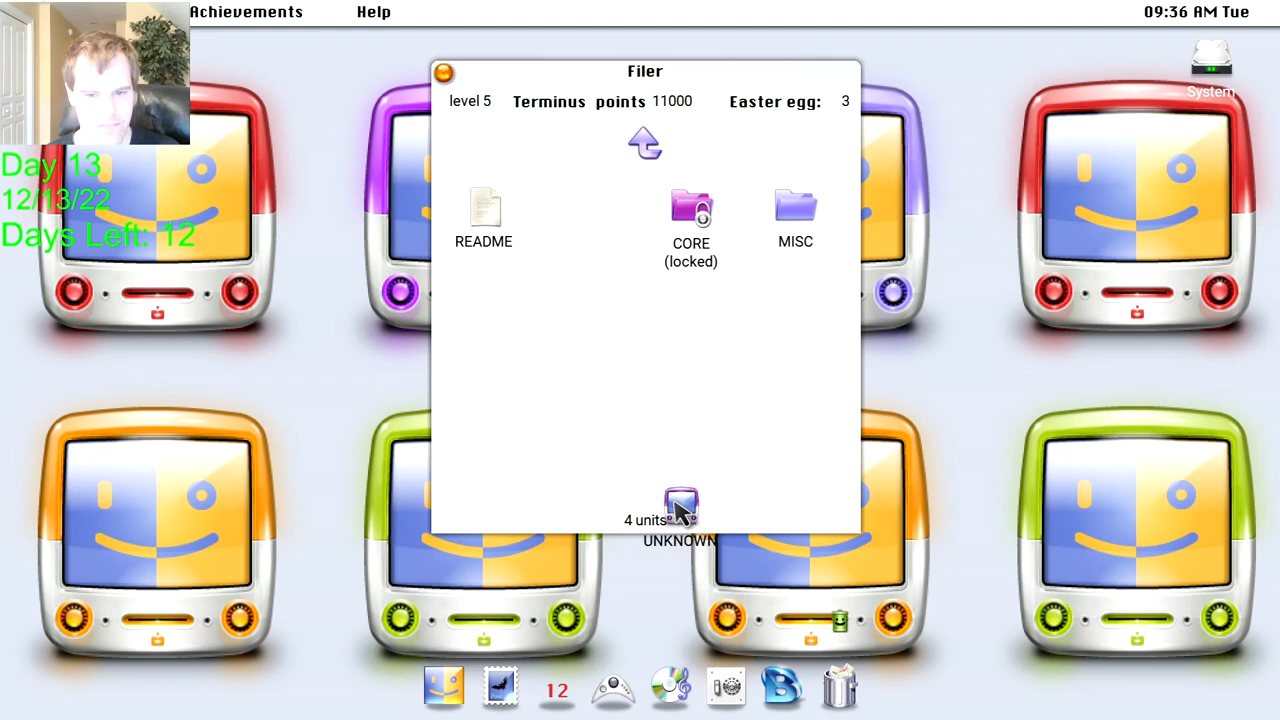 Achievements Help 09:36 AM Tue
Filer
level 5 Terminus points 11000 Easter egg: 3
System
Day 13
12/13/22
Days Left: 12
README
CORE
(locked)
MISC
4 units
UNKNOWN
12